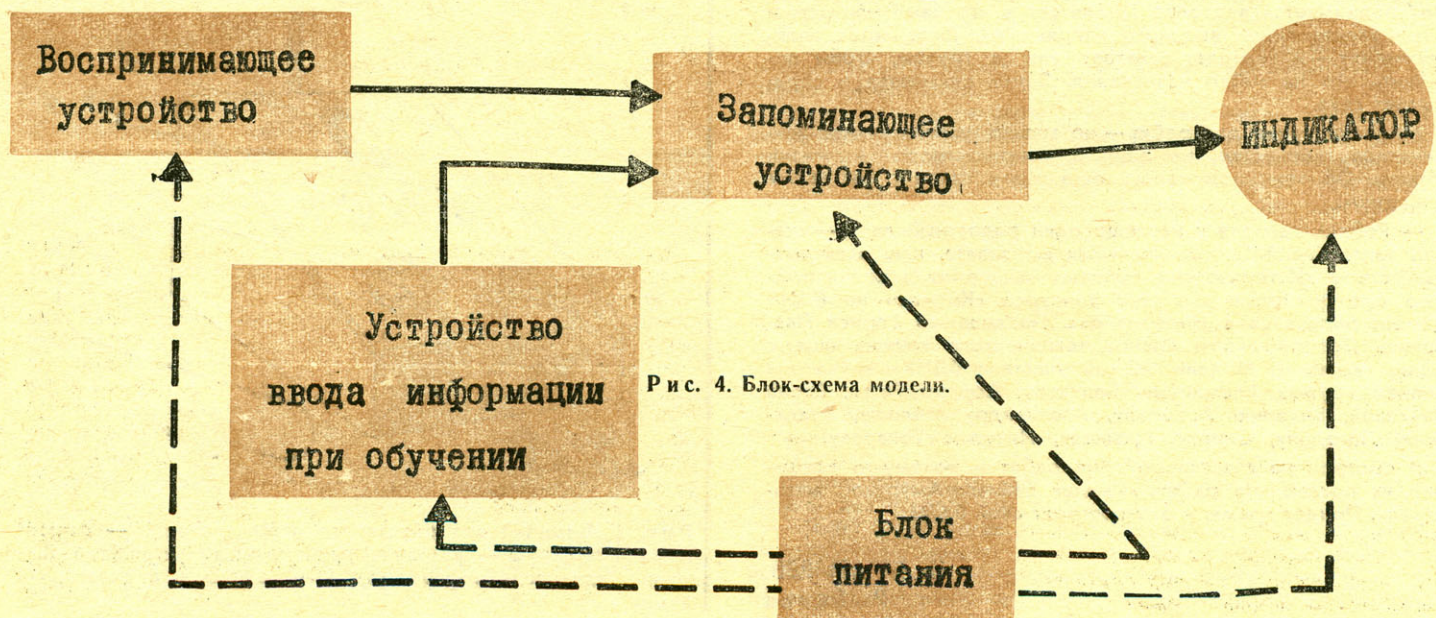 Воспринимающее
устройство
Запоминающее
устройство
ИНДИКАТОР
Устройство
ввода информации
при обучении
Рис. 4. Блок-схема модели.
Блок
питания